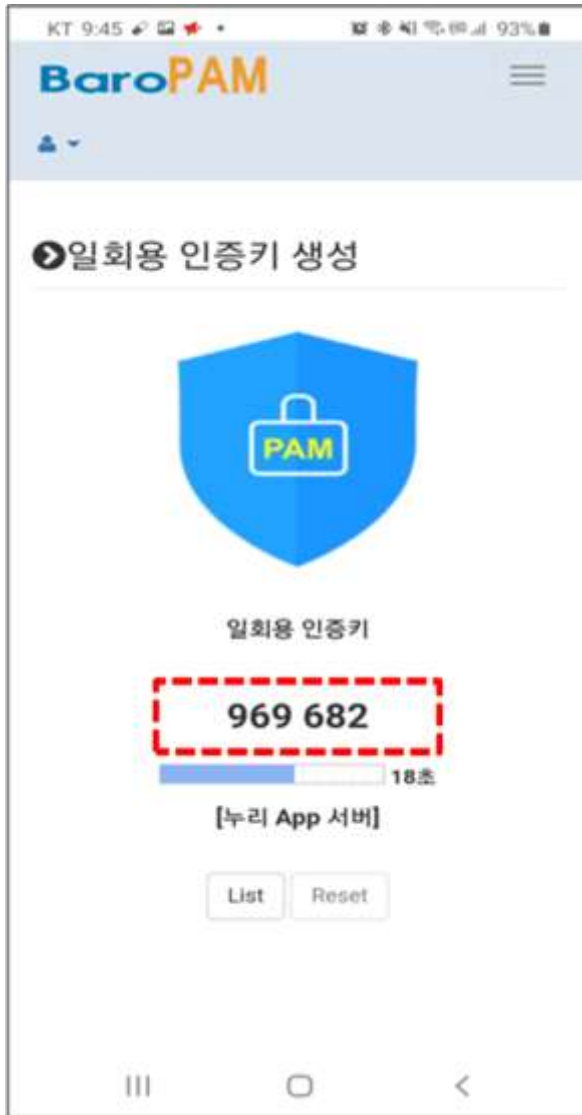 KT 9:45
93%
BaroPAM
일회용 인증키 생성
PAM
일회용 인증키
969 682
18초
[누리 App 서버]
List Reset